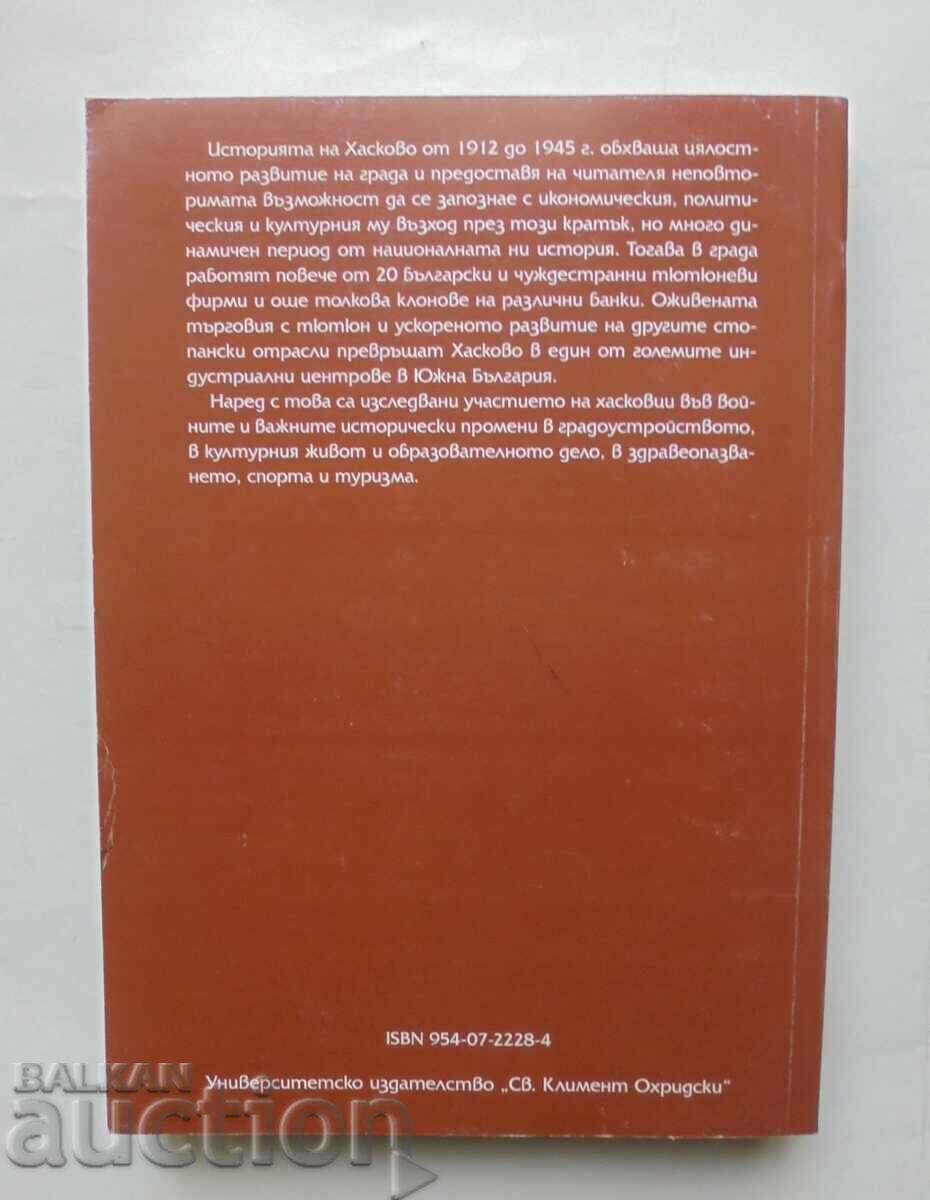 Историята на Хасково от 1912 до 1945 г. обхваща цялост-
ното развитие на града и предоставя на читателя неповто-
римата възможност да се запознае с икономическия, полити-
ческия и културния му възход през този кратък, но много ди-
намичен период от националната ни история. Тогава в града
работят повече от 20 български и чуждестранни тютюневи
фирми и още толкова клонове на различни банки. Оживената
търговия с тютюн и ускореното развитие на другите сто-
пански отрасли превръщат Хасково в един от големите ин-
дустриални центрове в Южна България.
Наред с това са изследвани участието на хасковци във вой-
ните и важните исторически промени в градоустройството,
в културния живот и образователното дело, в здравеопазва-
нето, спорта и туризма.
ISBN 954-07-2228-4
Университетско издателство „Св. Климент Охридски“
BALKAN
auction